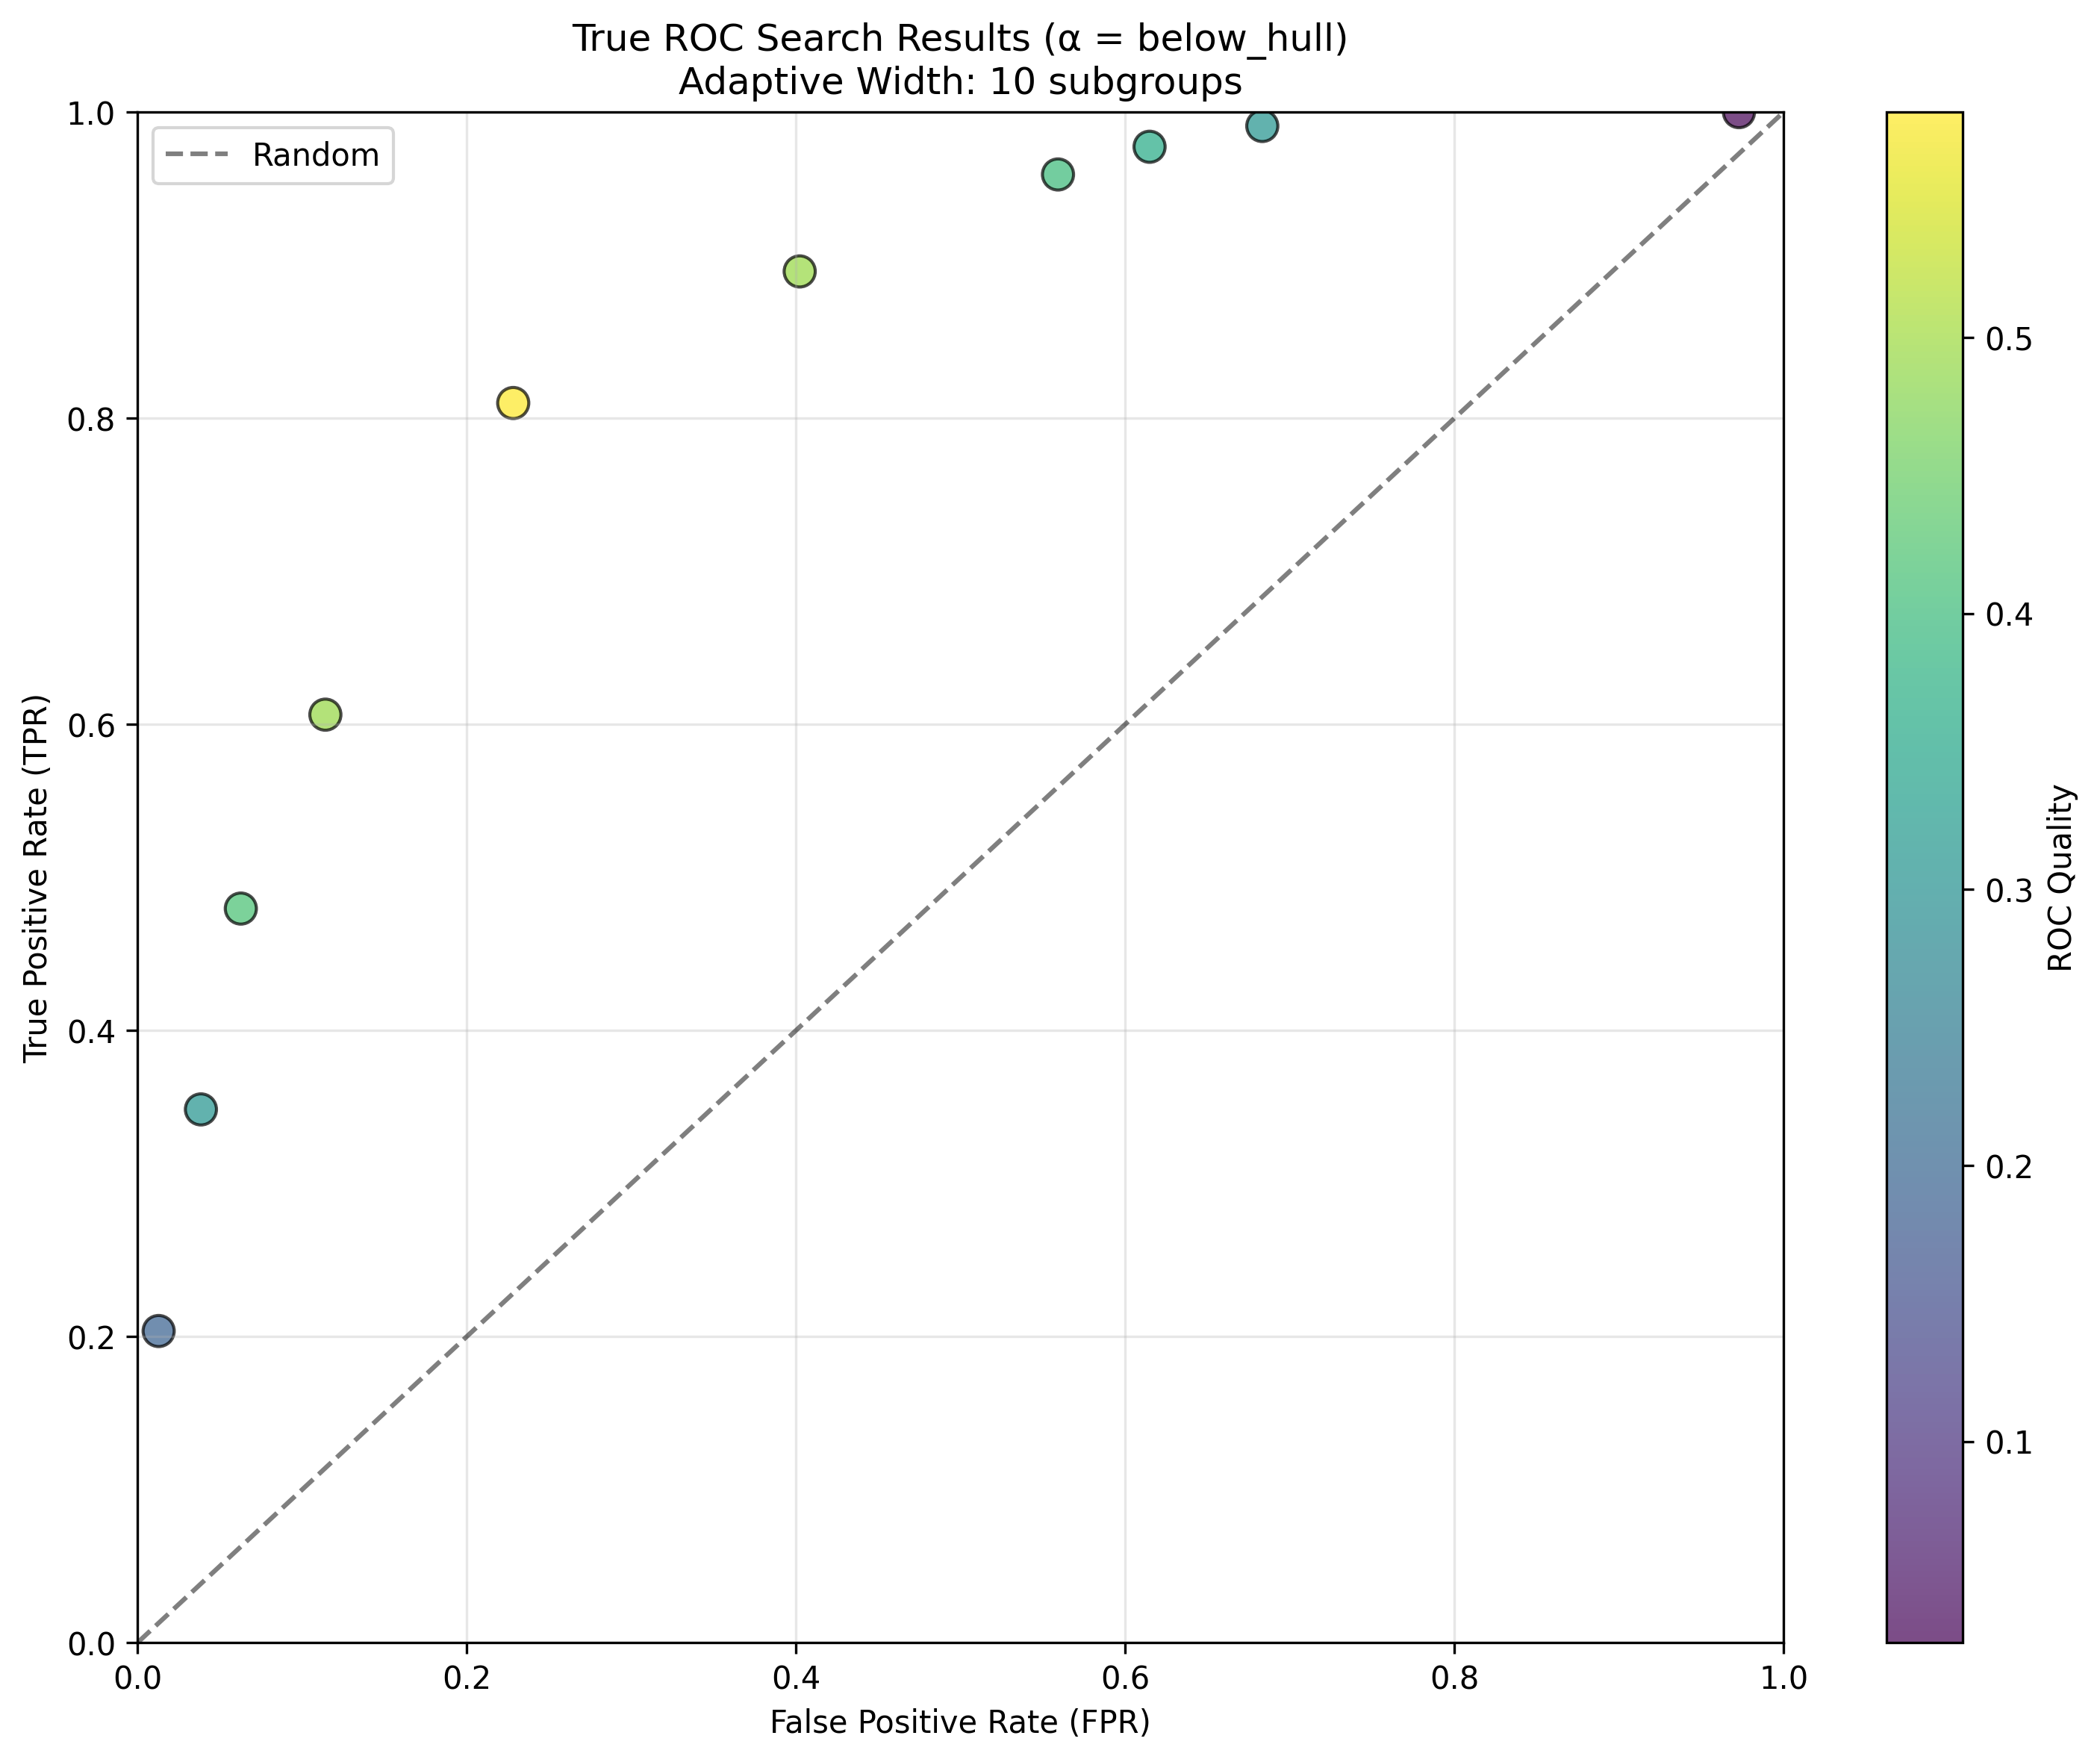 True ROC Search Results (α = below_hull)
Adaptive Width: 10 subgroups
Random
True Positive Rate (TPR)
1.0
0.8
0.6
0.4
0.2
0.0
0.0 0.2 0.4 0.6 0.8 1.0
False Positive Rate (FPR)
0.5
0.4
0.3
0.2
0.1
ROC Quality